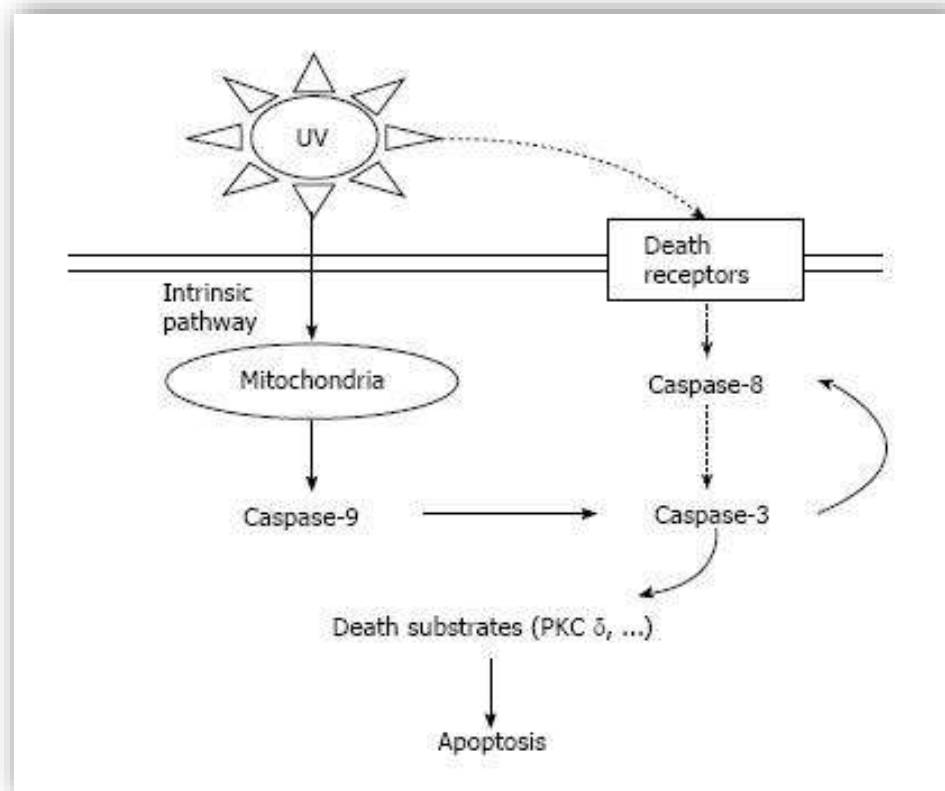 UV
Death
receptors
Intrinsic
pathway
Mitochondria
Caspase-8
Caspase-9
Caspase-3
Death substrates (PKC δ, ...)
Apoptosis